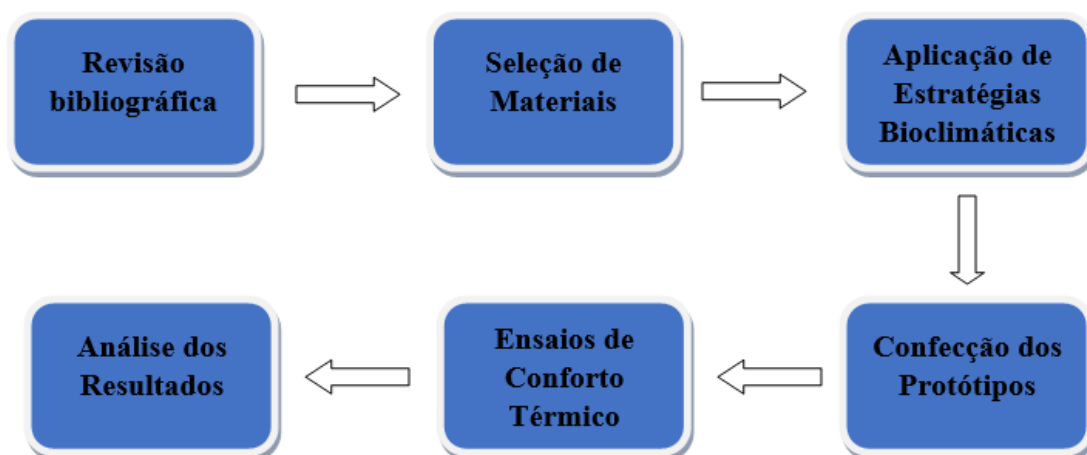 Revisão
bibliográfica
Seleção de
Materiais
Aplicação de
Estratégias
Bioclimáticas
Confecção dos
Protótipos
Ensaios de
Conforto
Térmico
Análise dos
Resultados